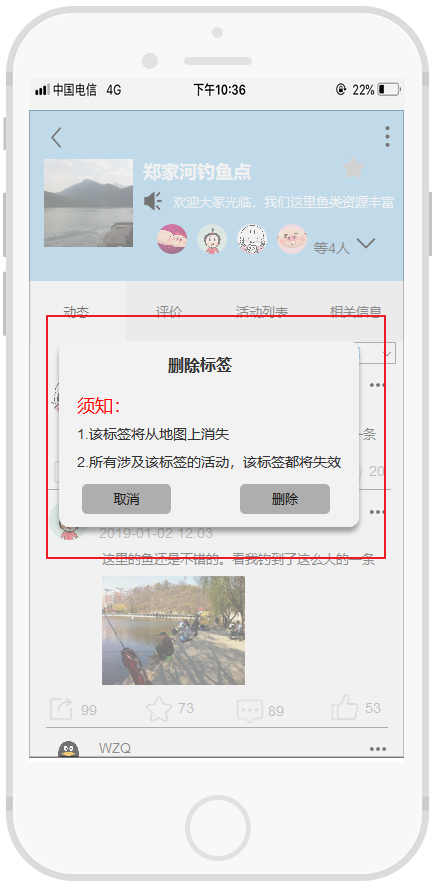 中国电信 4G 下午10:36 22%
郑家河钓鱼点
欢迎大家光临，我们这里鱼类资源丰富
等4人
动态 评价 活动列表 相关信息
删除标签
须知：
一条
1.该标签将从地图上消失
2.所有涉及该标签的活动，该标签都将失效
20
取消 删除
2019-01-02 12:03
这里的鱼还是不错的。看我钓到了这么大的一条
99 73 89 53
WZQ